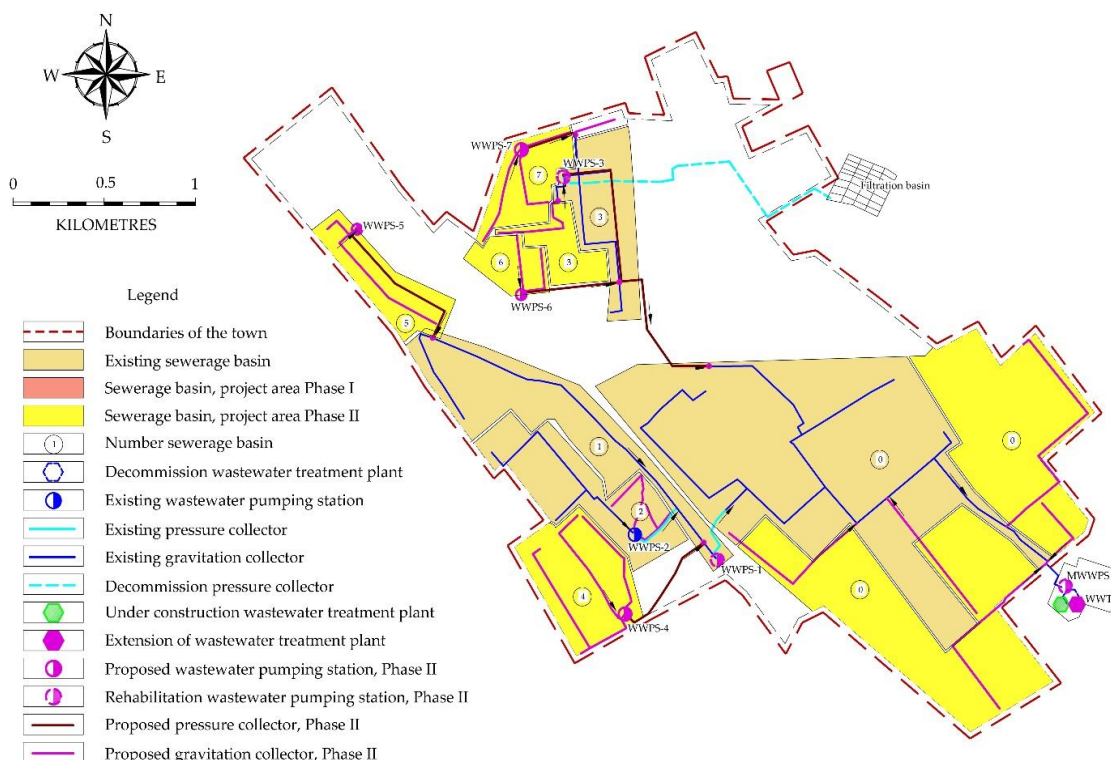 N
W E
S
0 0.5 1
KILOMETRES
Legend
Boundaries of the town
Existing sewerage basin
Sewerage basin, project area Phase I
Sewerage basin, project area Phase II
1 Number sewerage basin
Decommission wastewater treatment plant
Existing wastewater pumping station
Existing pressure collector
Existing gravitation collector
Decommission pressure collector
Under construction wastewater treatment plant
Extension of wastewater treatment plant
Proposed wastewater pumping station, Phase II
Rehabilitation wastewater pumping station, Phase II
Proposed pressure collector, Phase II
Proposed gravitation collector, Phase II
WWPS-7
WWPS-3
7
Filtration basin
3
WWPS-5
6
3
WWPS-6
5
0
1
0
2
WWPS-2
WWPS-1
0
4
WWPS-4
MWWPS
WWT